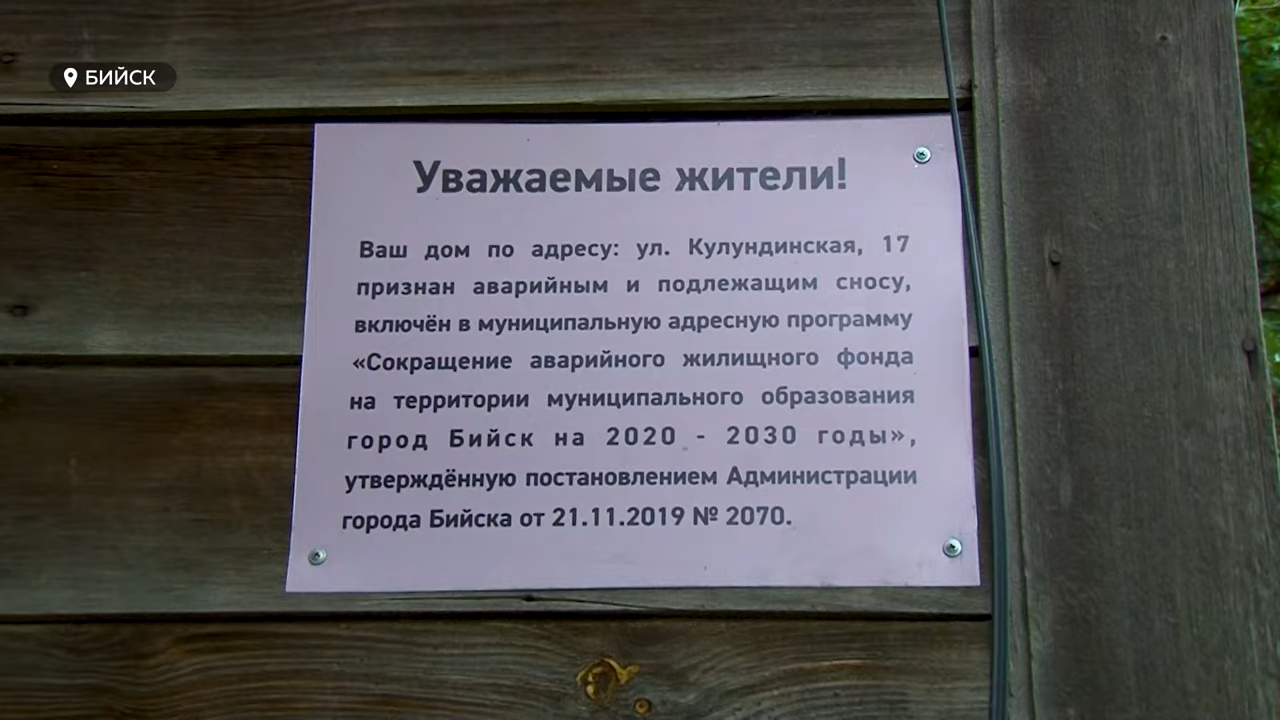 БИЙСК
Уважаемые жители!
Ваш дом по адресу: ул. Кулундинская, 17
признан аварийным и подлежащим сносу,
включён в муниципальную адресную программу
«Сокращение аварийного жилищного фонда
на территории муниципального образования
город Бийск на 2020 - 2030 годы»,
утверждённую постановлением Администрации
города Бийска от 21.11.2019 № 2070.